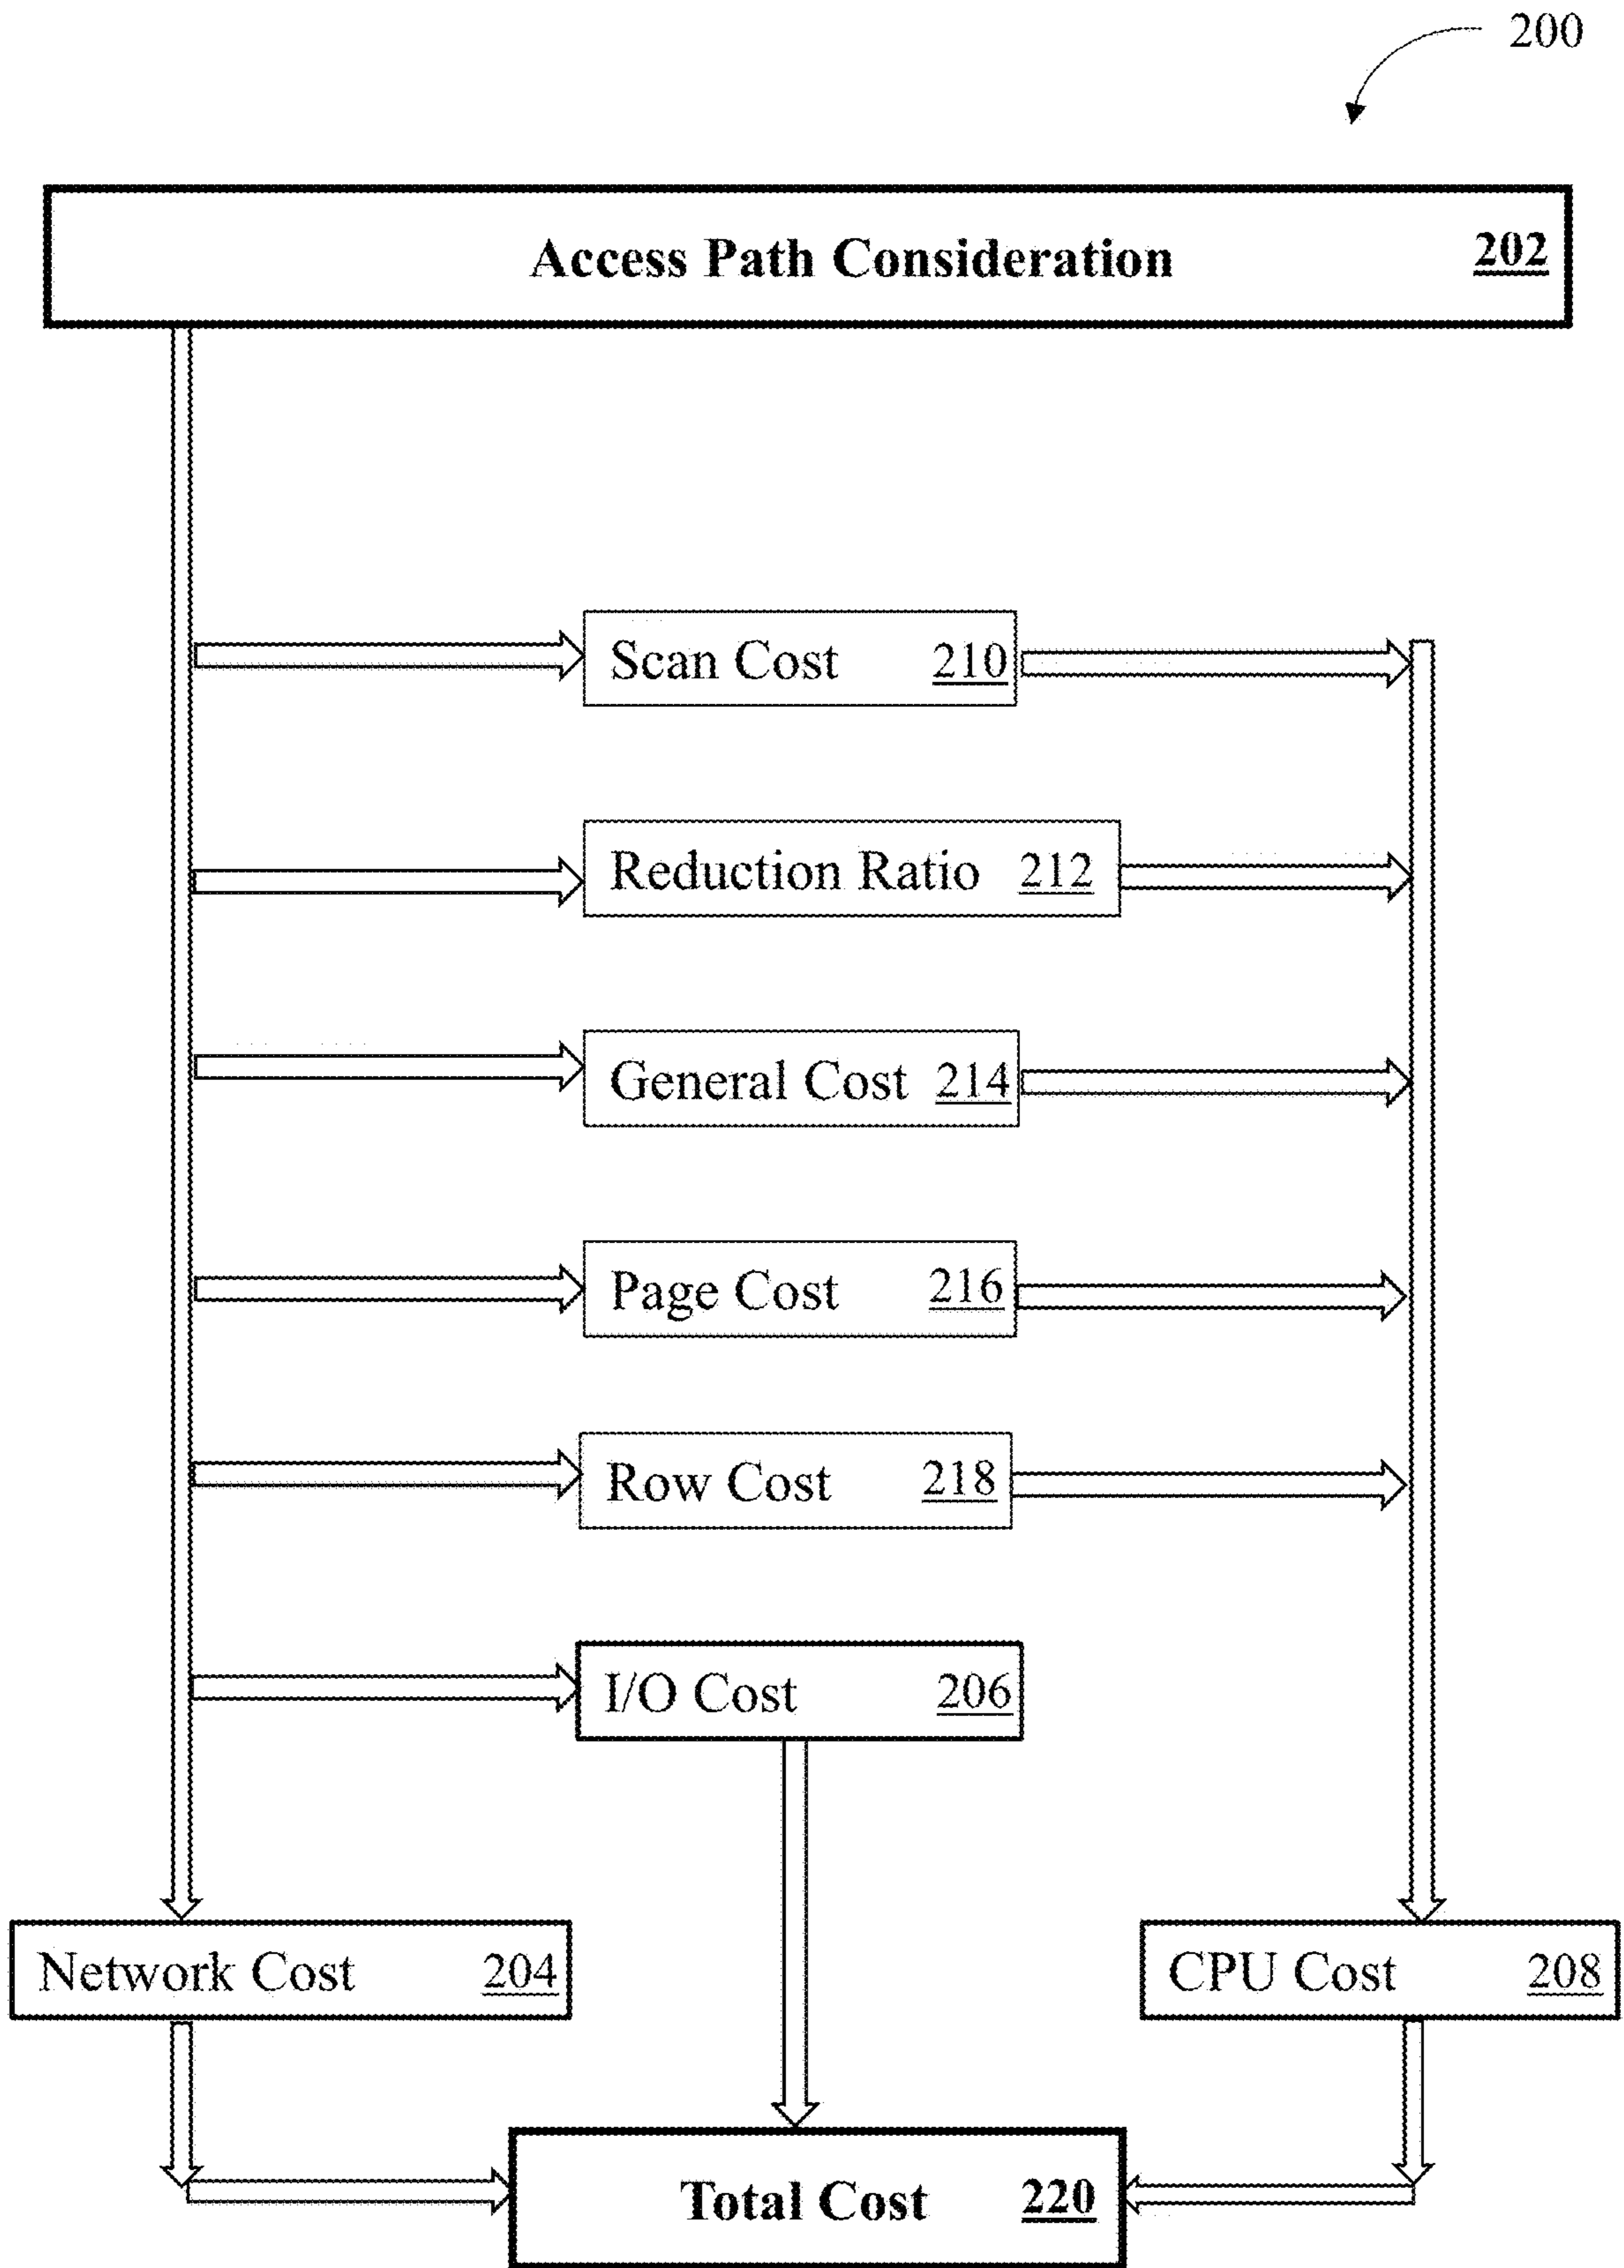 200
Access Path Consideration 202
Scan Cost 210
Reduction Ratio 212
General Cost 214
Page Cost 216
Row Cost 218
I/O Cost 206
Network Cost 204
CPU Cost 208
Total Cost 220